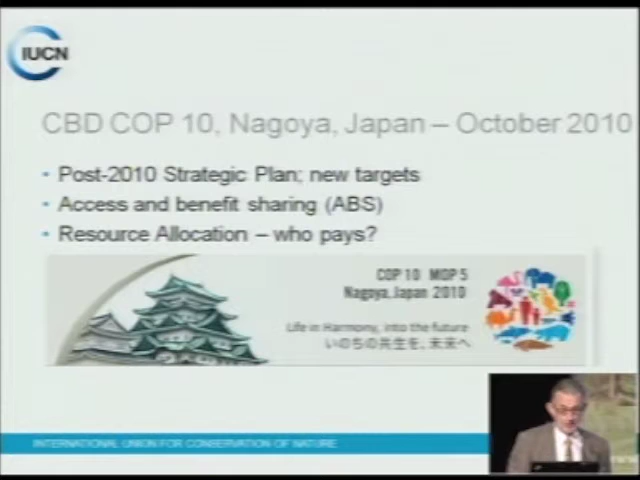 IUCN
CBD COP 10, Nagoya, Japan – October 2010
• Post-2010 Strategic Plan; new targets
• Access and benefit sharing (ABS)
• Resource Allocation – who pays?
COP 10 MOP 5
Nagoya, Japan 2010
Life in Harmony, into the future
いのちの共生を、未来へ
INTERNATIONAL UNION FOR CONSERVATION OF NATURE